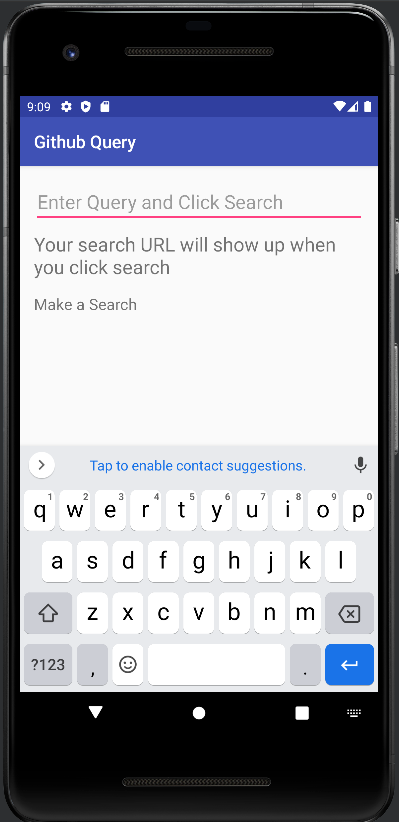 9:09
Github Query
Enter Query and Click Search
Your search URL will show up when
you click search
Make a Search
Tap to enable contact suggestions.
1 2 3 4 5 6 7 8 9 0
q w e r t y u i o p
a s d f g h j k l
z x c v b n m
?123 , .